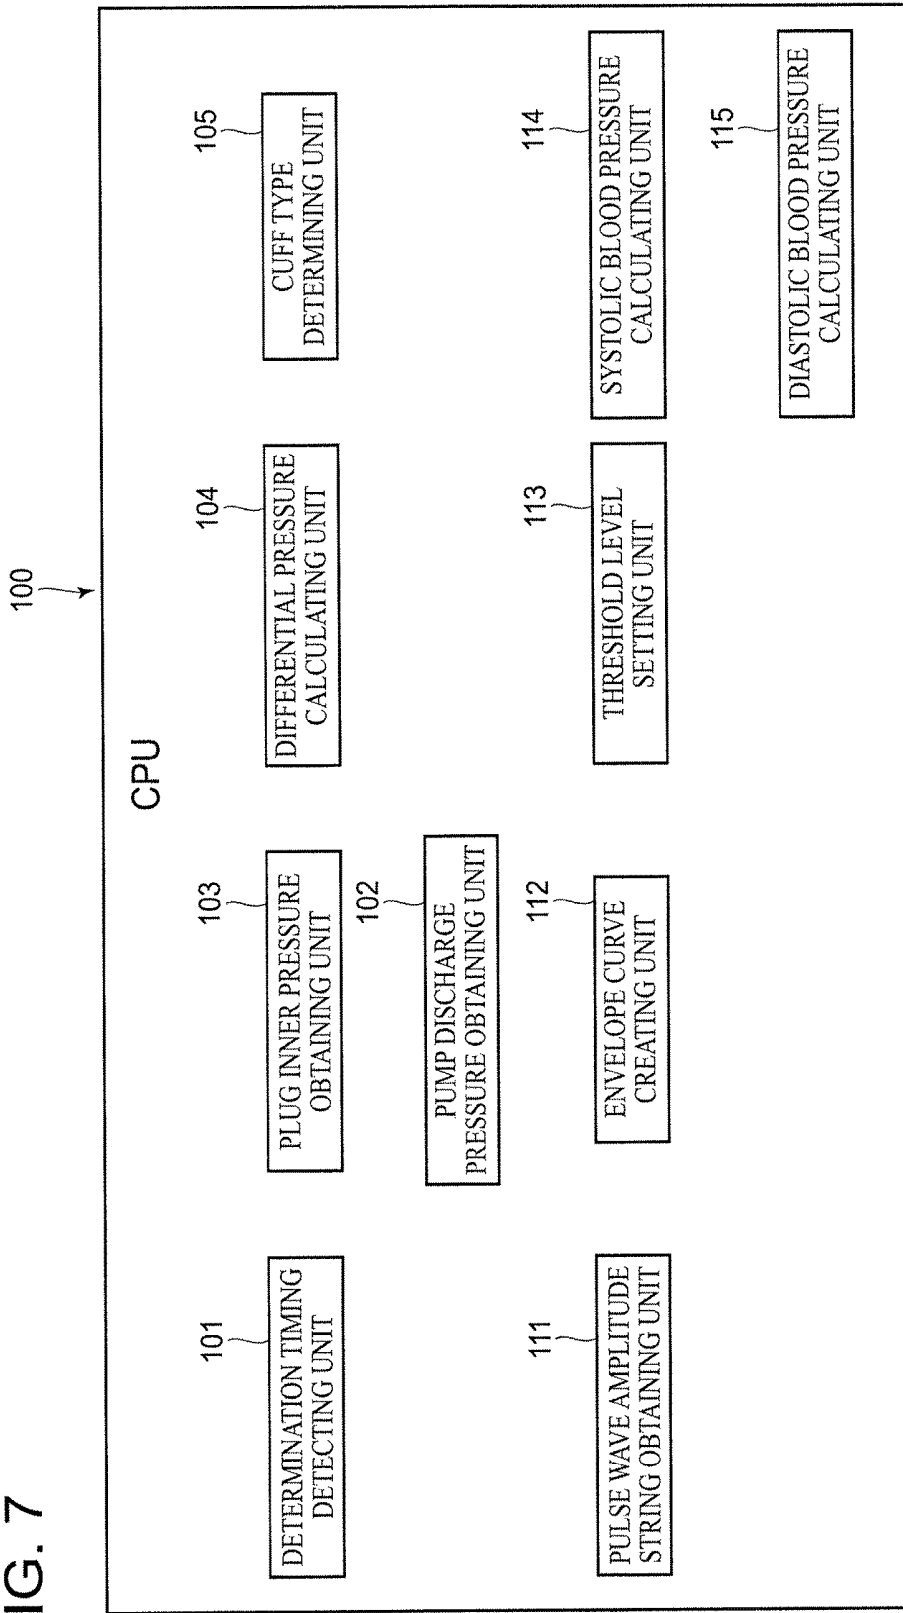 IG. 7
100
CPU
101
DETERMINATION TIMING
DETECTING UNIT
103
PLUG INNER PRESSURE
OBTAINING UNIT
104
DIFFERENTIAL PRESSURE
CALCULATING UNIT
105
CUFF TYPE
DETERMINING UNIT
102
PUMP DISCHARGE
PRESSURE OBTAINING UNIT
111
PULSE WAVE AMPLITUDE
STRING OBTAINING UNIT
112
ENVELOPE CURVE
CREATING UNIT
113
THRESHOLD LEVEL
SETTING UNIT
114
SYSTOLIC BLOOD PRESSURE
CALCULATING UNIT
115
DIASTOLIC BLOOD PRESSURE
CALCULATING UNIT